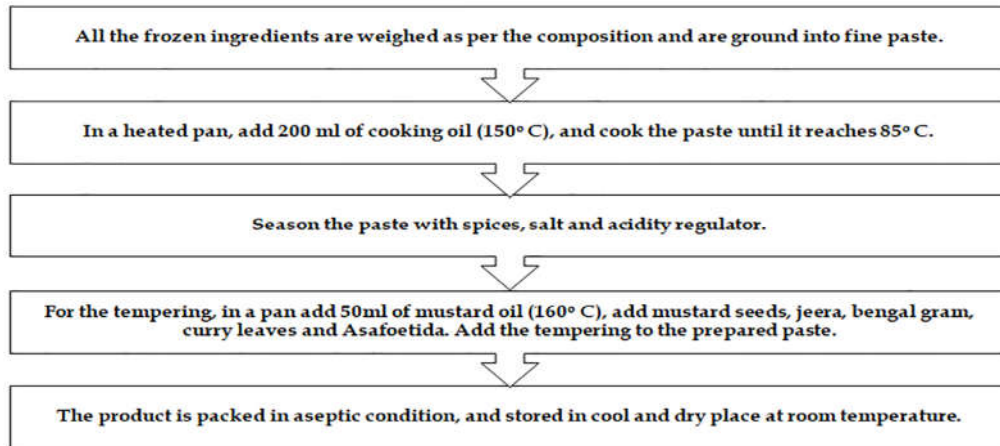 All the frozen ingredients are weighed as per the composition and are ground into fine paste.
In a heated pan, add 200 ml of cooking oil (150º C), and cook the paste until it reaches 85º C.
Season the paste with spices, salt and acidity regulator.
For the tempering, in a pan add 50ml of mustard oil (160º C), add mustard seeds, jeera, bengal gram,
curry leaves and Asafoetida. Add the tempering to the prepared paste.
The product is packed in aseptic condition, and stored in cool and dry place at room temperature.